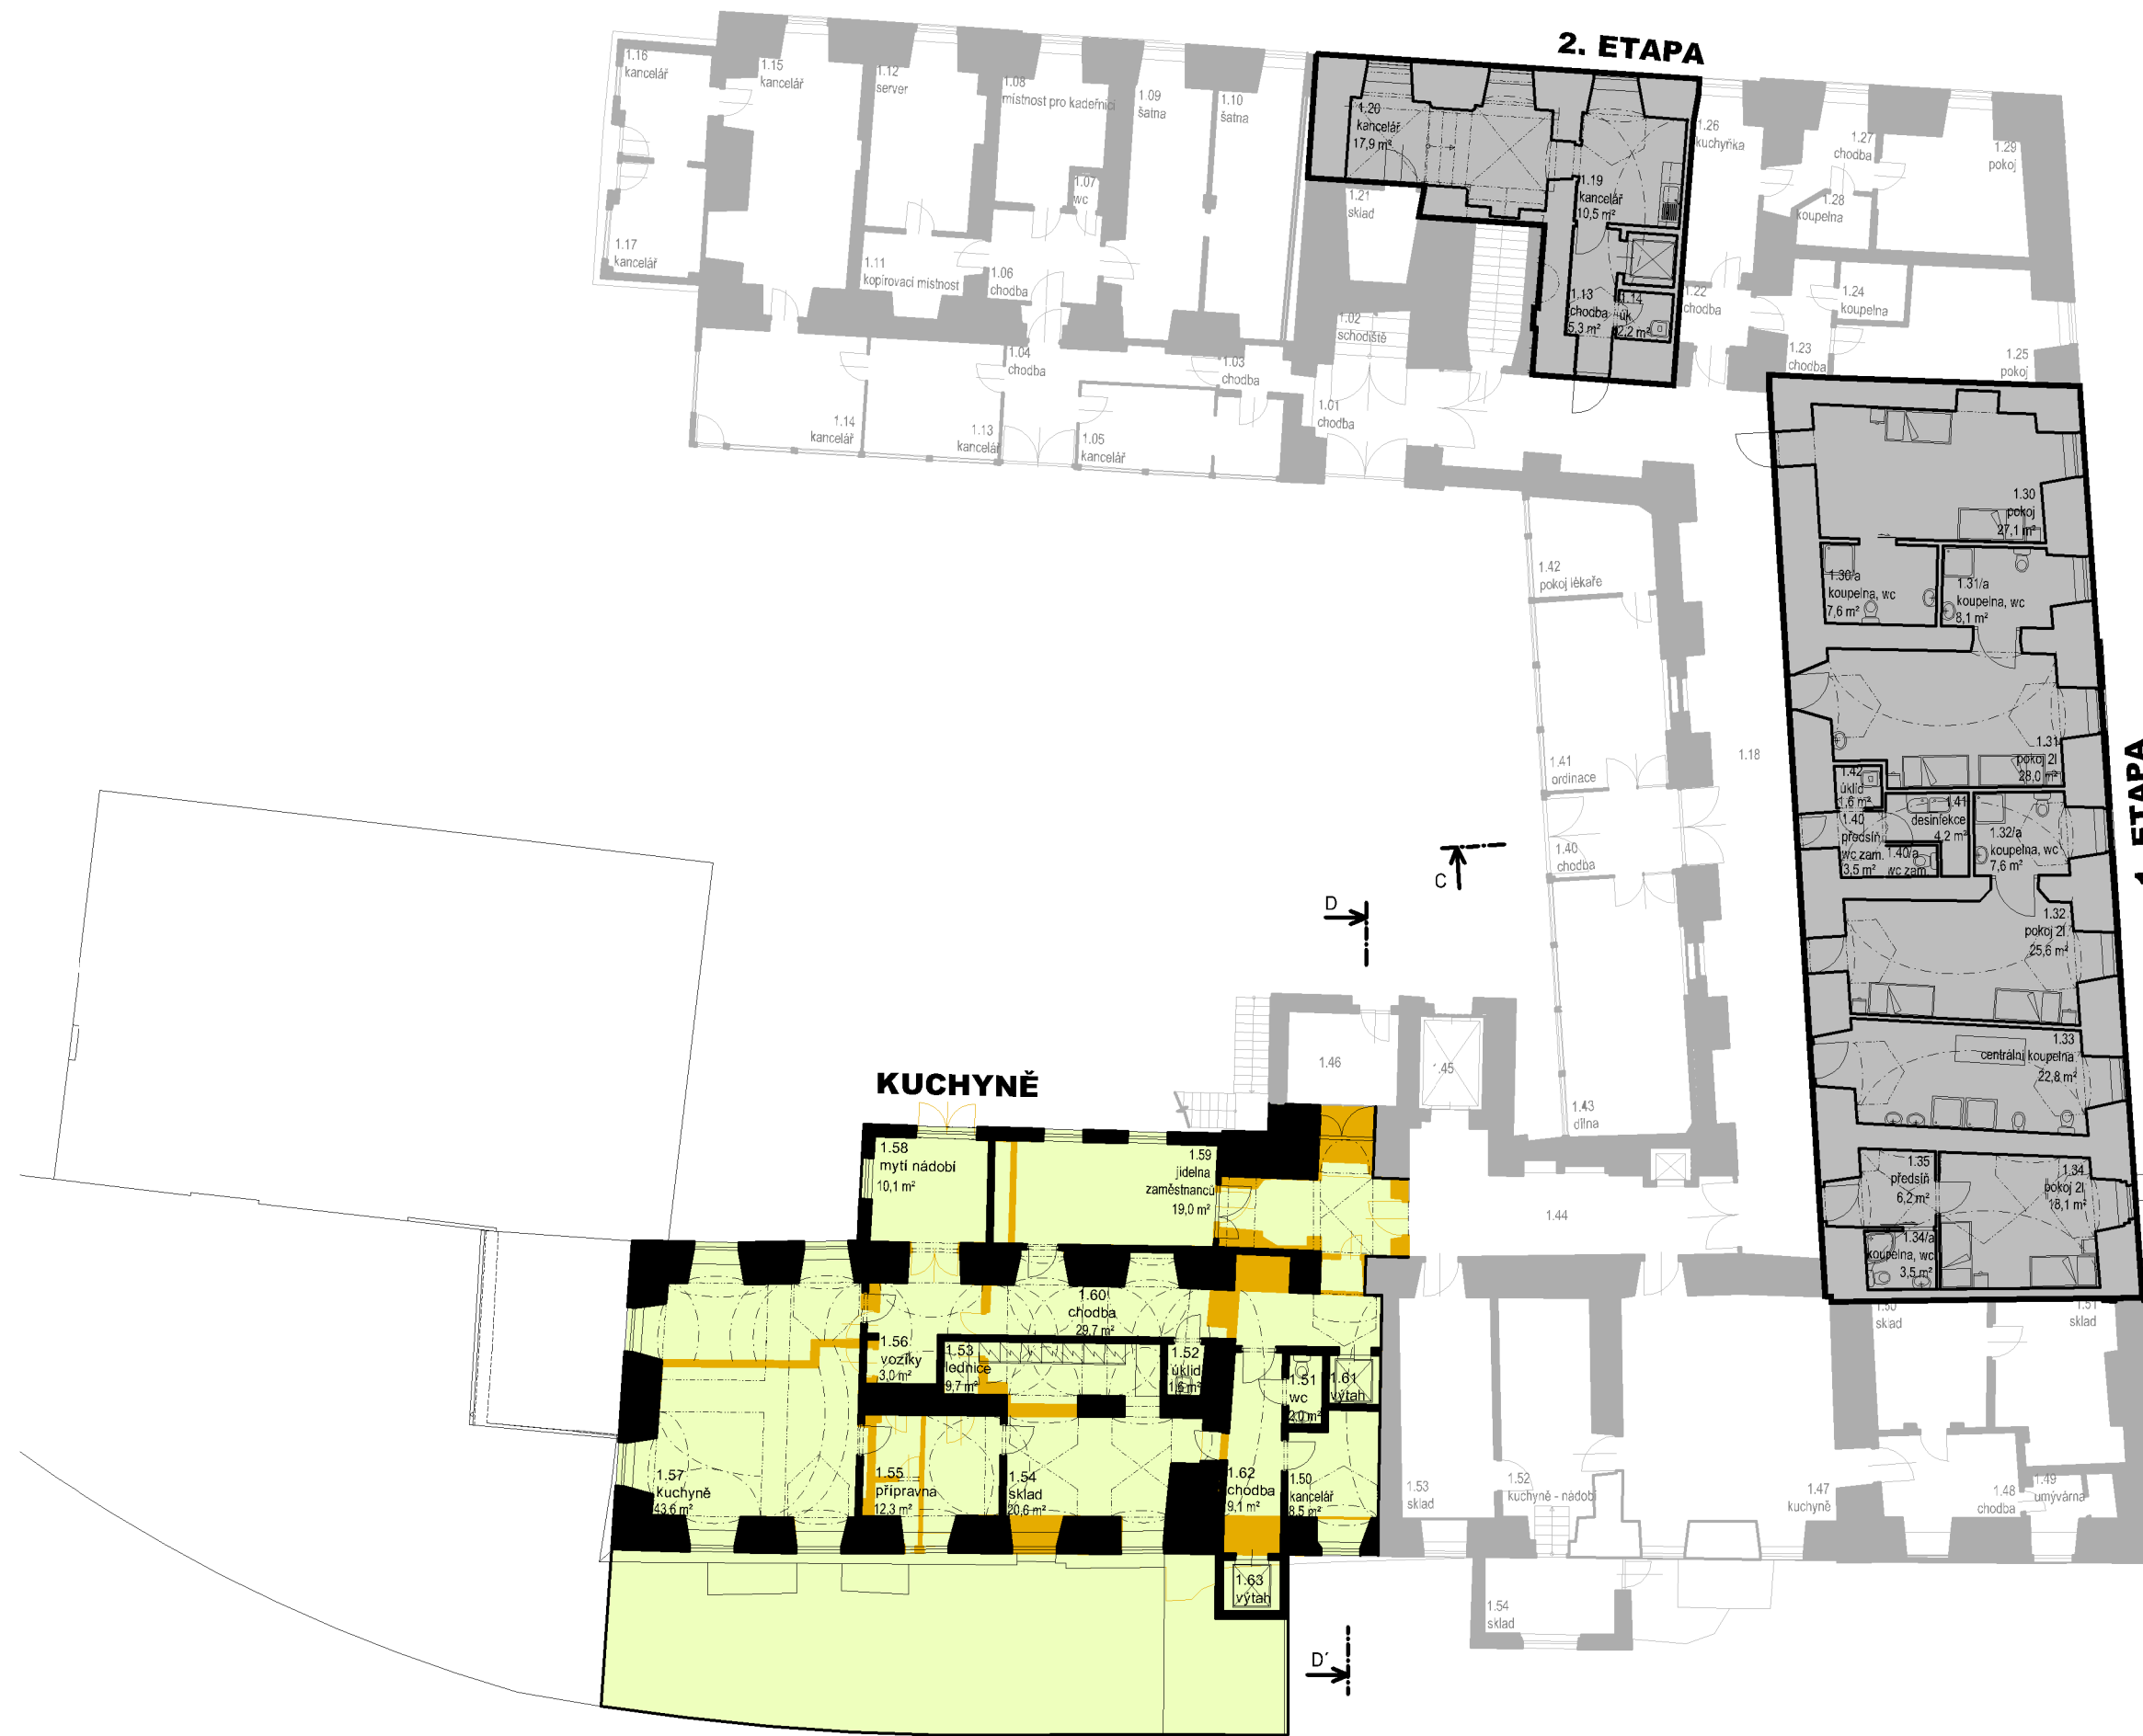 2. ETAPA
1.16
kancelář
1.15
kancelář
1.12
server
1.08
místnost pro kadeřnici
1.09
šatna
1.10
šatna
1.20
kancelář
17,9 m²
1.26
kuchyňka
1.27
chodba
1.29
pokoj
1.07
wc
1.21
sklad
1.19
kancelář
10,5 m²
1.28
koupelna
1.17
kancelář
1.11
kopírovací místnost
1.06
chodba
1.02
schodiště
1.13
chodba
5,3 m²
1.14
úk.
2,2 m²
1.22
chodba
1.24
koupelna
1.04
chodba
1.03
chodba
1.23
chodba
1.25
pokoj
1.14
kancelář
1.13
kancelář
1.05
kancelář
1.01
chodba
1.30
pokoj
27,1 m²
1.42
pokoj lékaře
1.30/a
koupelna, wc
7,6 m²
1.31/a
koupelna, wc
8,1 m²
1.41
ordinace
1.18
1.31
pokoj 2l
28,0 m²
1. ETAPA
1.42
úklid
1,6 m²
1.41
desinfekce
4,2 m²
1.40
předsíň
wc zam.
3,5 m²
1.40/a
wc zam.
1.32/a
koupelna, wc
7,6 m²
1.40
chodba
C
D
1.32
pokoj 2l
25,6 m²
1.33
centrální koupelna
22,8 m²
1.46
1.45
1.43
dílna
KUCHYNĚ
1.58
mytí nádobí
10,1 m²
1.59
jídelna
zaměstnanců
19,0 m²
1.44
1.35
předsíň
6,2 m²
1.34
pokoj 2l
18,1 m²
1.34/a
koupelna, wc
3,5 m²
1.60
chodba
29,7 m²
1.56
vozíky
3,0 m²
1.53
lednice
9,7 m²
1.52
úklid
1,6 m²
1.51
wc
2,0 m²
1.61
výtah
1.50
sklad
1.51
sklad
1.57
kuchyně
43,6 m²
1.55
přípravna
12,3 m²
1.54
sklad
20,6 m²
1.62
chodba
9,1 m²
1.50
kancelář
8,5 m²
1.53
sklad
1.52
kuchyně - nádobí
1.47
kuchyně
1.48
chodba
1.49
umývárna
1.63
výtah
1.54
sklad
D´